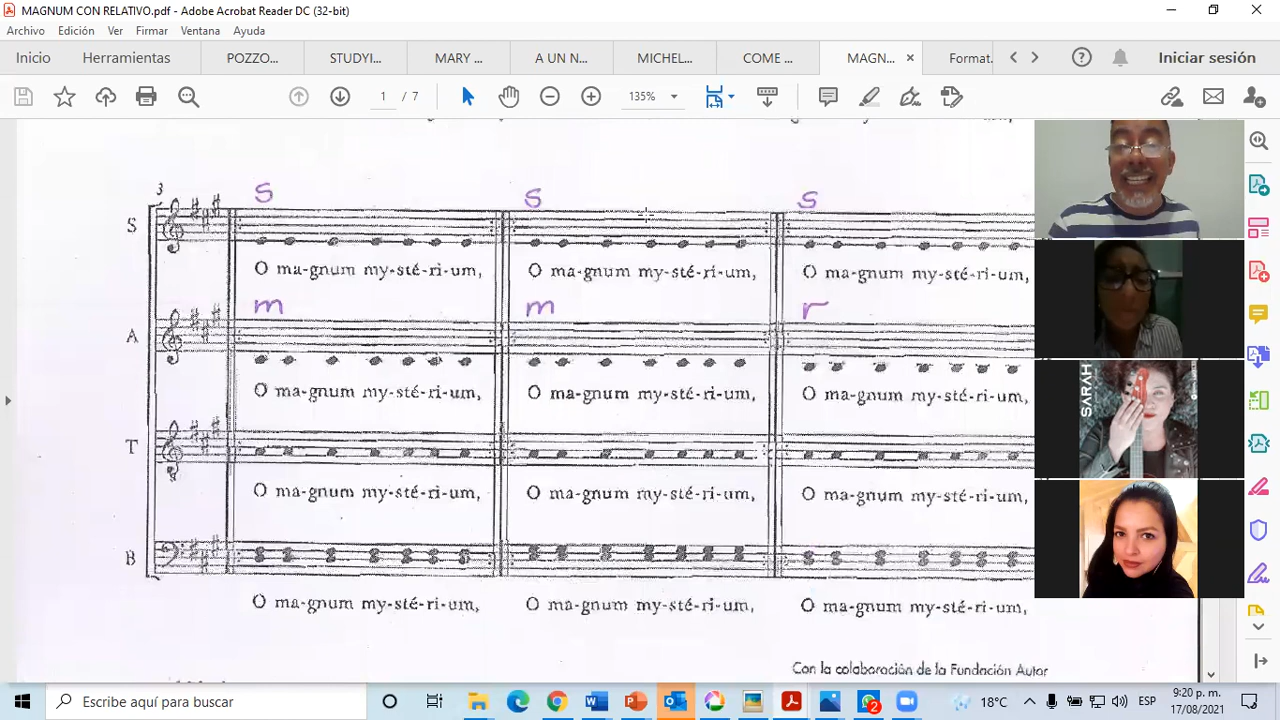 MAGNUM CON RELATIVO.pdf - Adobe Acrobat Reader DC (32-bit)
Archivo Edición Ver Firmar Ventana Ayuda
Inicio Herramientas POZZO... STUDYI... MARY ... A UN N... MICHEL... COME ... MAGN... × Format. Iniciar sesión
1 / 7 135%
3
S S S
S
O ma-gnum my-sté-ri-um, O ma-gnum my-sté-ri-um, O ma-gnum my-sté-ri-um,
m m r
A
O ma-gnum my-sté-ri-um, O ma-gnum my-sté-ri-um, O ma-gnum my-sté-ri-um,
T
O ma-gnum my-sté-ri-um, O ma-gnum my-sté-ri-um, O ma-gnum my-sté-ri-um,
B
O ma-gnum my-sté-ri-um, O ma-gnum my-sté-ri-um, O ma-gnum my-sté-ri-um,
Con la colaboración de la Fundación Autor
SARAH
Escribe aquí para buscar 2 18°C ESP 9:20 p. m.
17/08/2021